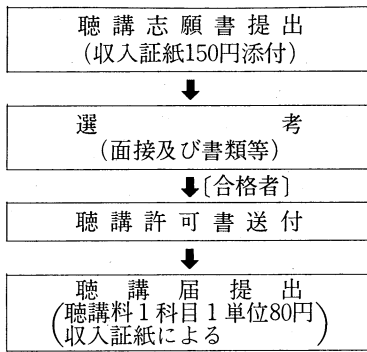 聴講志願書提出
(収入証紙150円添付)
選考
(面接及び書類等)
〔合格者〕
聴講許可書送付
聴講届提出
(聴講料1科目1単位80円
収入証紙による)